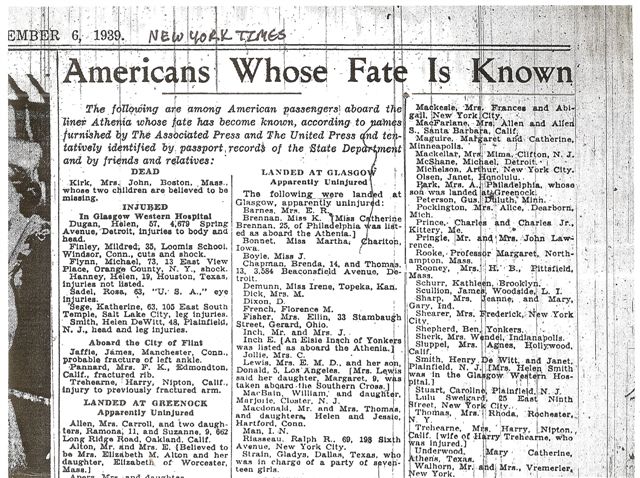 EMBER 6, 1939. NEW YORK TIMES
Americans Whose Fate Is Known
The following are among American passengers aboard the
liner Athenia whose fate has become known, according to names
furnished by The Associated Press and The United Press and ten-
tatively identified by passport records of the State Department
and by friends and relatives:
DEAD
Kirk, Mrs. John, Boston, Mass.,
whose two children are believed to be
missing.
INJURED
In Glasgow Western Hospital
Dugan, Helen, 57, 4,679 Spring
Avenue, Detroit, injuries to body and
head.
Finley, Mildred, 35, Loomis School,
Windsor, Conn., cuts and shock.
Flynn, Michael, 73, 13 East View
Place, Orange County, N. Y., shock.
Hanney, Helen, 19, Houston, Texas,
injuries not listed.
Sadel, Rosa, 63, "U. S. A.," eye
injuries.
Sege, Katherine, 63, 105 East South
Temple, Salt Lake City, leg injuries.
Smith, Helen DeWitt, 48, Plainfield,
N. J., head and leg injuries.
Aboard the City of Flint
Jaffie, James, Manchester, Conn.,
probable fracture of left ankle.
Pannard, Mrs. F. K., Edmonton,
Calif., fractured rib.
Trehearne, Harry, Nipton, Calif.,
injury to previously fractured arm.
LANDED AT GREENOCK
Apparently Uninjured
Allen, Mrs. Carroll, and two daugh-
ters, Ramona, 11, and Suzanne, 9, 662
Long Ridge Road, Oakland, Calif.
Alton, Mr. and Mrs. E. [Believed to
be Mrs. Elizabeth M. Alton and her
daughter, Elizabeth of Worcester,
Mass.]
LANDED AT GLASGOW
Apparently Uninjured
The following were landed at
Glasgow, apparently uninjured:
Barnes, Mrs. E. R.
Brennan, Miss K. [Miss Catherine
Brennan, 25, of Philadelphia was list-
ed as aboard the Athenia.]
Bonnet, Miss Martha, Chariton,
Iowa.
Boyle, Miss J.
Chapman, Brenda, 14, and Thomas,
13, 3,584 Beaconsfield Avenue, De-
troit.
Demunn, Miss Irene, Topeka, Kan.
Dick, Mrs. M.
Dixon, D.
French, Florence M.
Fisher, Mrs. Ellin, 33 Stambaugh
Street, Gerard, Ohio.
Inch, Mr. and Mrs. J.
Inch E. [An Elsie Inch of Yonkers
was listed as aboard the Athenia.]
Jollie, Mrs. C.
Lewis, Mrs. E. M. D., and her son,
Donald, 5, Los Angeles. [Mrs. Lewis
said her daughter, Margaret, 9, was
taken aboard the Southern Cross.]
MacBain, William, and daughter,
Marjorie, Closter, N. J.
Macdonald, Mr. and Mrs. Thomas,
and daughters, Helen and Jessie,
Hartford, Conn.
Man, I. N.
Riasseau, Ralph R., 69, 198 Sixth
Avenue, New York City.
Strain, Gladys, Dallas, Texas, who
was in charge of a party of seven-
teen girls.
Mackesie, Mrs. Frances and Abi-
gail, New York City.
MacFarlane, Mrs. Allen and Allen
S., Santa Barbara, Calif.
Maguire, Margaret and Catherine,
Minneapolis.
Mackellar, Mrs. Mima, Clifton, N. J.
McShane, Michael, Detroit.
Michelson, Arthur, New York City.
Olsen, Janet, Honolulu.
Park, Mrs. A., Philadelphia, whose
son was landed at Greenock.
Peterson, Gus, Duluth, Minn.
Pocklington, Mrs. Alice, Dearborn,
Mich.
Prince, Charles and Charles Jr.,
Kittery, Me.
Pringle, Mr. and Mrs. John Law-
rence.
Rooke, Professor Margaret, North-
ampton, Mass.
Rooney, Mrs. H. B., Pittsfield,
Mass.
Schurr, Kathleen, Brooklyn.
Scullion, James, Woodside, L. I.
Sharp, Mrs. Jeanne, and Mary,
Gary, Ind.
Shearer, Mrs. Frederick, New York
City.
Shepherd, Ben, Yonkers.
Sherk, Mrs. Wendel, Indianapolis.
Sluppel, Agnes, Hollywood,
Calif.
Smith, Henry De Witt, and Janet,
Plainfield, N. J. [Mrs. Helen Smith
was in the Glasgow Western Hos-
pital.]
Stuart, Caroline, Plainfield, N. J.
Lulu Swelgard, 25 East Ninth
Street, New York City.
Thomas, Mrs. Rhoda, Rochester,
N. Y.
Trehearne, Mrs. Harry, Nipton,
Calif. [wife of Harry Trehearne, who
was injured.]
Underwood, Mary Catherine,
Athens, Texas.
Walhorn, Mr. and Mrs., Vremerier,
New York.